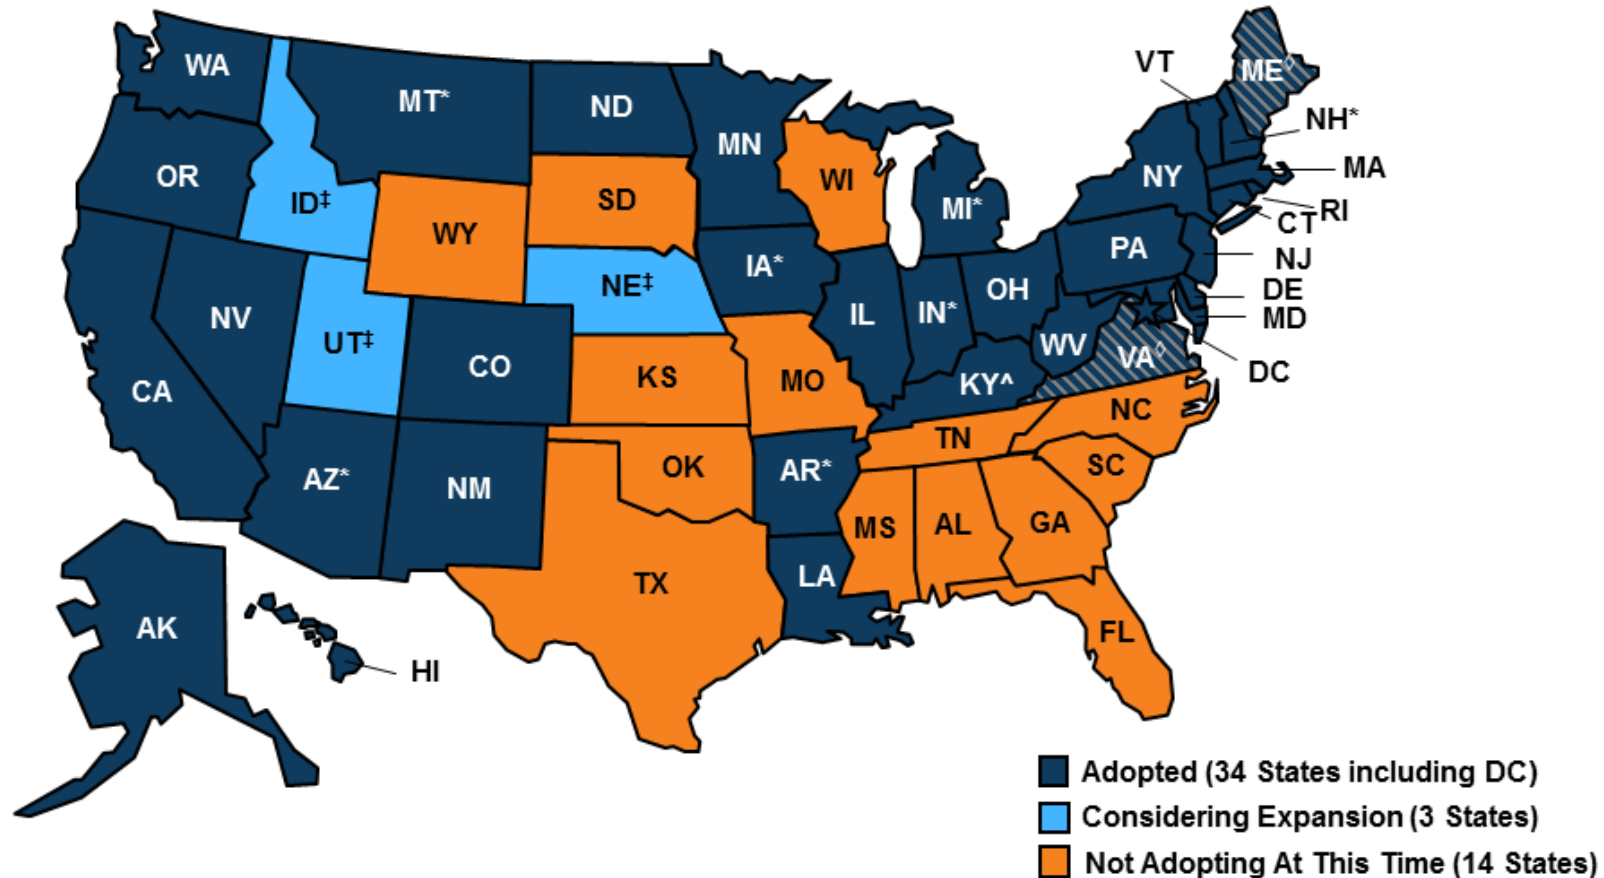 WA
MT*
ND
MN
VT
ME◊
NH*
MA
OR
ID‡
WY
SD
WI
MI*
NY
RI
CT
NJ
PA
NE‡
IA*
IL
IN*
OH
DE
MD
DC
NV
UT‡
CO
KS
MO
KY^
WV
VA◊
CA
AZ*
NM
OK
AR*
TN
NC
SC
MS
AL
GA
TX
LA
FL
AK
HI
Adopted (34 States including DC)
Considering Expansion (3 States)
Not Adopting At This Time (14 States)